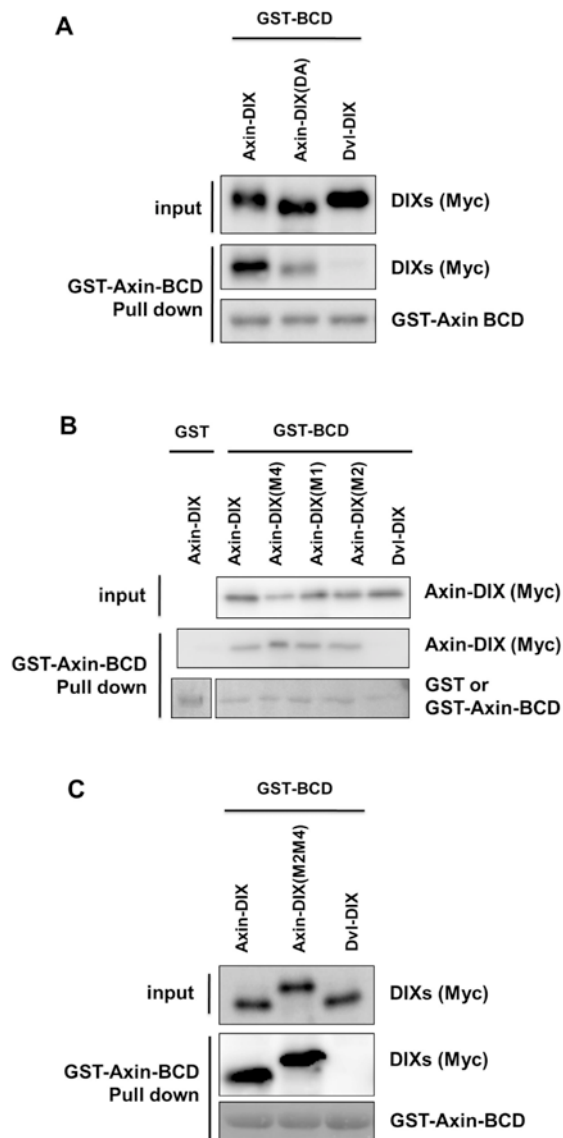 A
GST-BCD
Axin-DIX
Axin-DIX(DA)
Dvl-DIX
input
DIXs (Myc)
GST-Axin-BCD
Pull down
DIXs (Myc)
GST-Axin BCD
B
GST
GST-BCD
Axin-DIX
Axin-DIX
Axin-DIX(M4)
Axin-DIX(M1)
Axin-DIX(M2)
Dvl-DIX
input
Axin-DIX (Myc)
GST-Axin-BCD
Pull down
Axin-DIX (Myc)
GST or
GST-Axin-BCD
C
GST-BCD
Axin-DIX
Axin-DIX(M2M4)
Dvl-DIX
input
DIXs (Myc)
GST-Axin-BCD
Pull down
DIXs (Myc)
GST-Axin-BCD